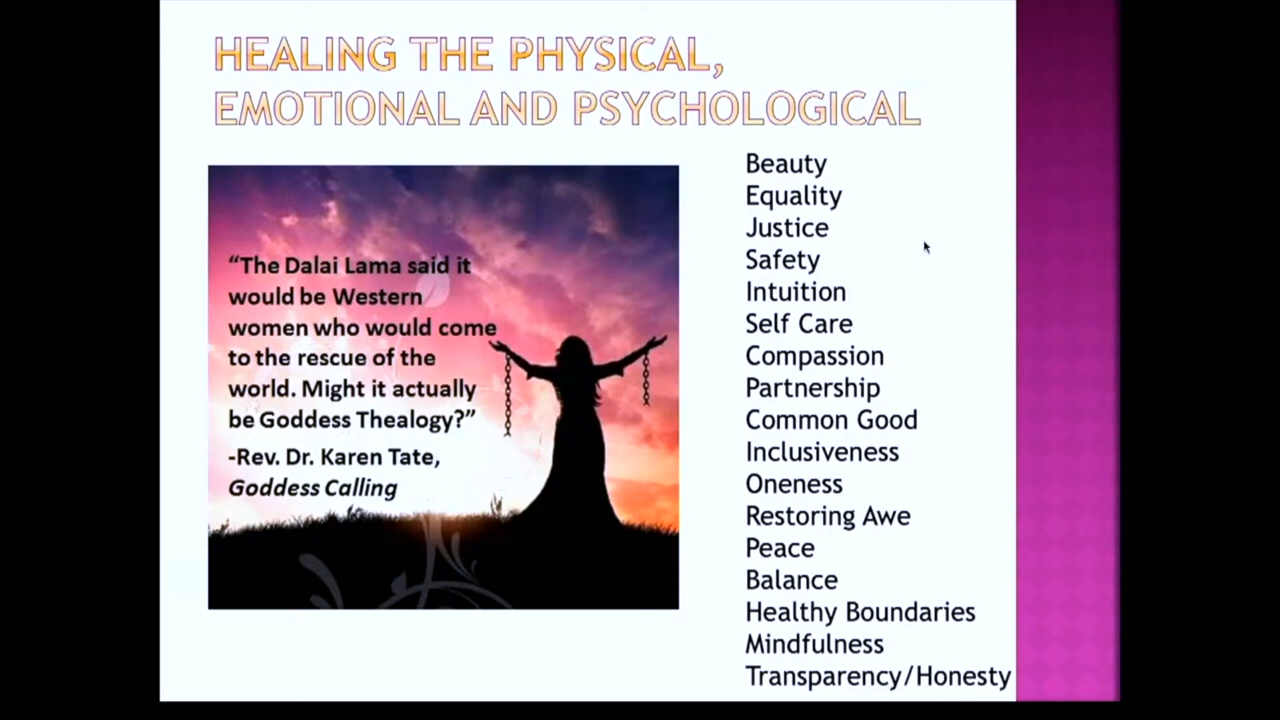 HEALING THE PHYSICAL,
EMOTIONAL AND PSYCHOLOGICAL
“The Dalai Lama said it
would be Western
women who would come
to the rescue of the
world. Might it actually
be Goddess Thealogy?”
-Rev. Dr. Karen Tate,
Goddess Calling
Beauty
Equality
Justice
Safety
Intuition
Self Care
Compassion
Partnership
Common Good
Inclusiveness
Oneness
Restoring Awe
Peace
Balance
Healthy Boundaries
Mindfulness
Transparency/Honesty